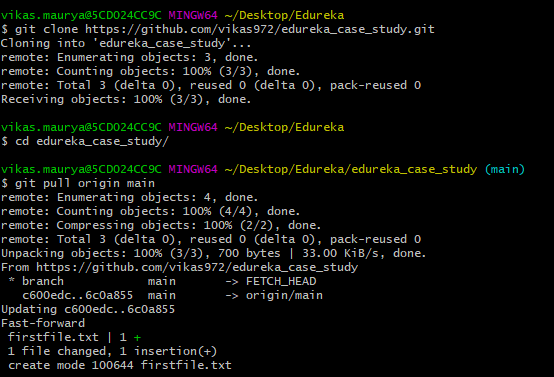 vikas.maurya@5CD024CC9C MINGW64 ~/Desktop/Edureka
$ git clone https://github.com/vikas972/edureka_case_study.git
Cloning into 'edureka_case_study'...
remote: Enumerating objects: 3, done.
remote: Counting objects: 100% (3/3), done.
remote: Total 3 (delta 0), reused 0 (delta 0), pack-reused 0
Receiving objects: 100% (3/3), done.
vikas.maurya@5CD024CC9C MINGW64 ~/Desktop/Edureka
$ cd edureka_case_study/
vikas.maurya@5CD024CC9C MINGW64 ~/Desktop/Edureka/edureka_case_study (main)
$ git pull origin main
remote: Enumerating objects: 4, done.
remote: Counting objects: 100% (4/4), done.
remote: Compressing objects: 100% (2/2), done.
remote: Total 3 (delta 0), reused 0 (delta 0), pack-reused 0
Unpacking objects: 100% (3/3), 700 bytes | 33.00 KiB/s, done.
From https://github.com/vikas972/edureka_case_study
 * branch            main       -> FETCH_HEAD
   c600edc..6c0a855  main       -> origin/main
Updating c600edc..6c0a855
Fast-forward
 firstfile.txt | 1 +
 1 file changed, 1 insertion(+)
 create mode 100644 firstfile.txt